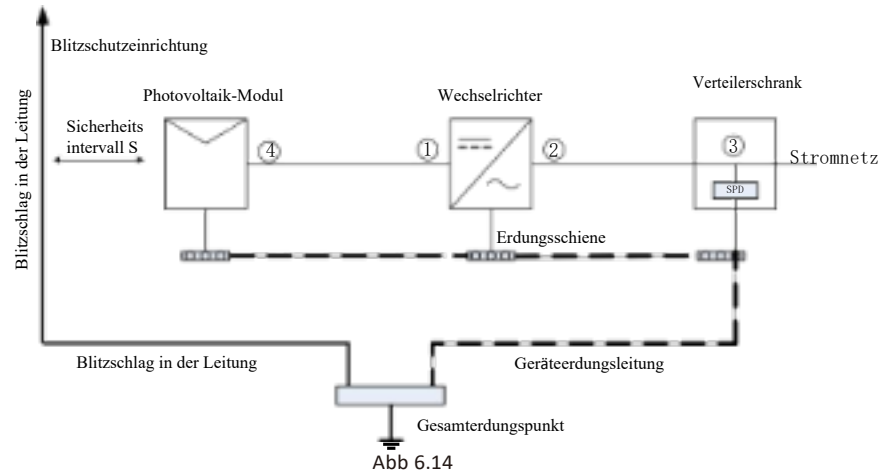 Blitzschutzeinrichtung
Verteilerschrank
Photovoltaik-Modul
Wechselrichter
Blitzschlag in der Leitung
Sicherheits
intervall S
④
①
②
③
Stromnetz
SPD
Erdungsschiene
Blitzschlag in der Leitung
Geräteerdungsleitung
Gesamterdungspunkt
Abb 6.14